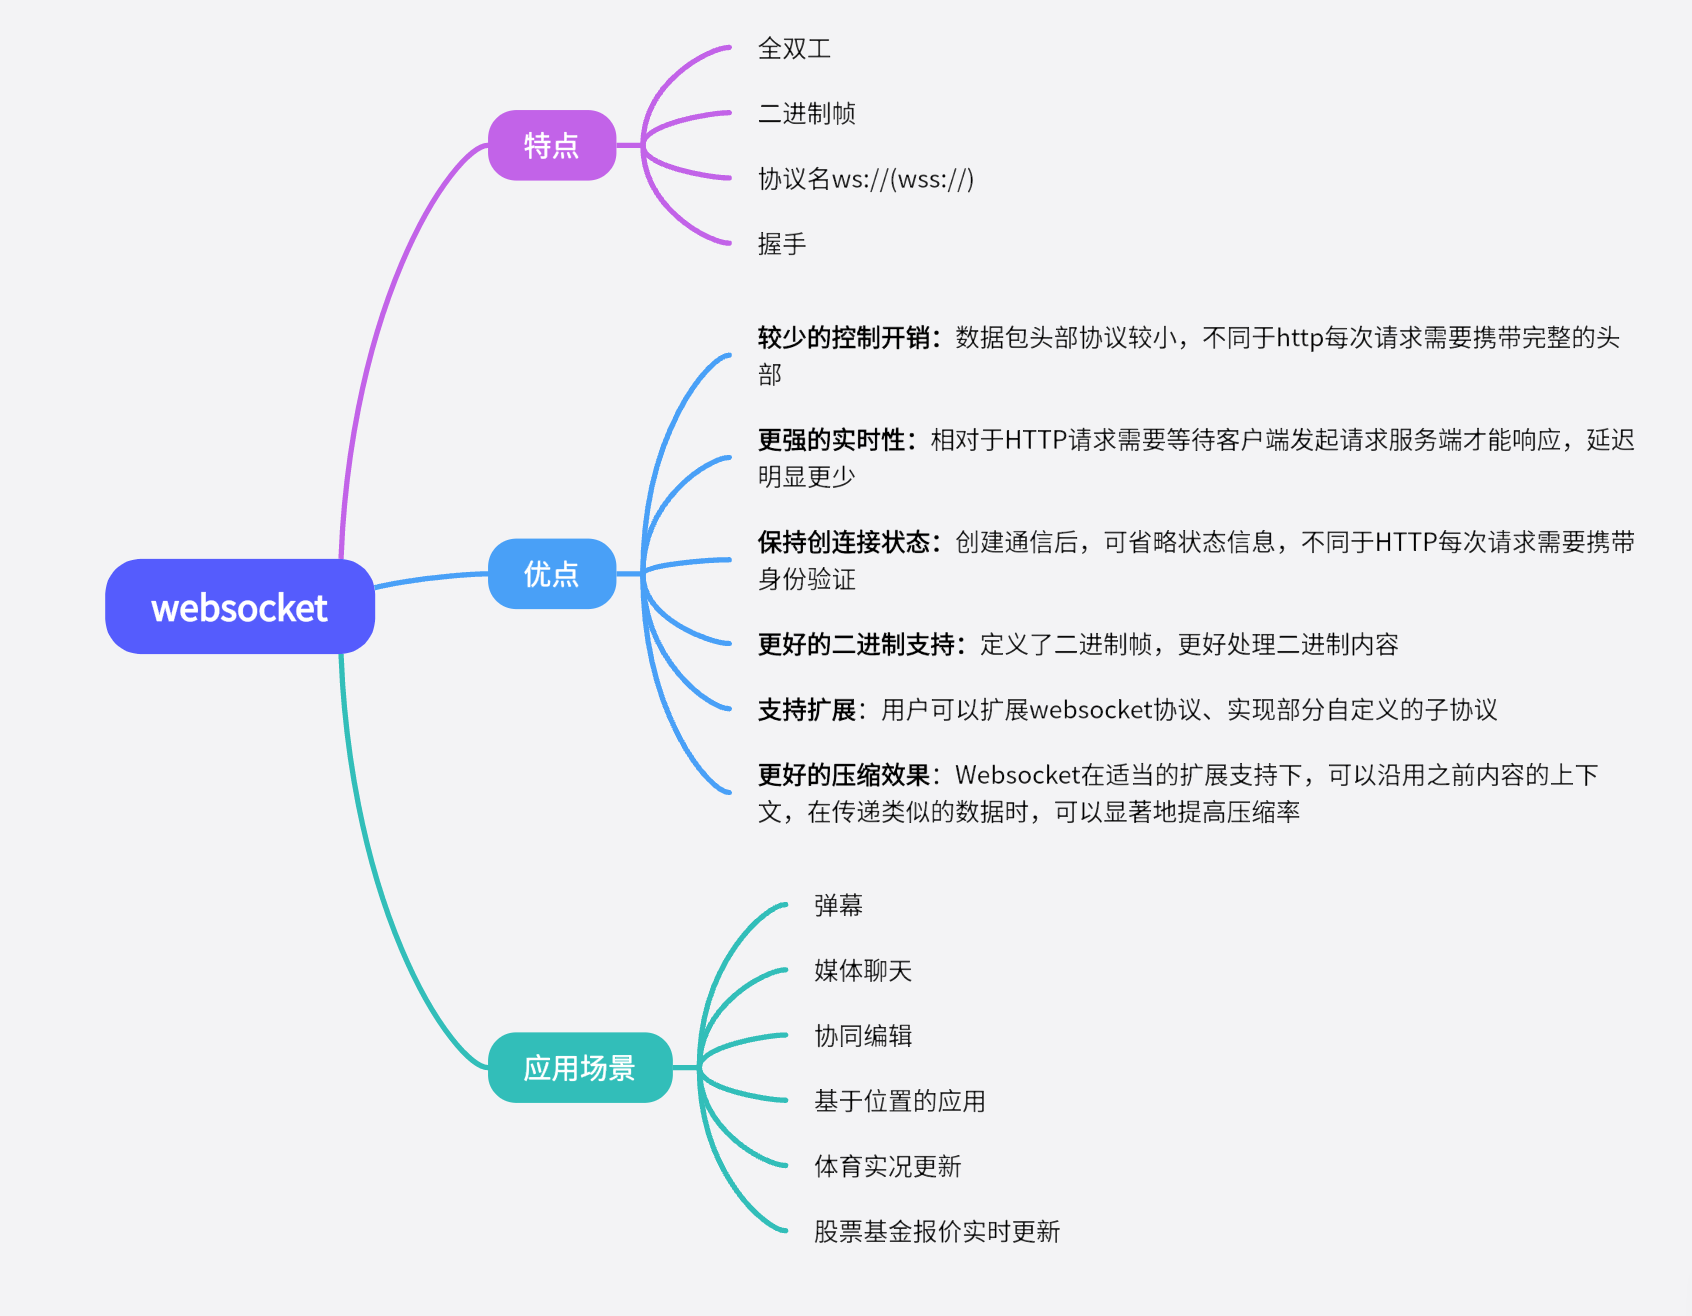 websocket
特点
全双工
二进制帧
协议名ws://(wss://)
握手
优点
较少的控制开销：数据包头部协议较小，不同于http每次请求需要携带完整的头
部
更强的实时性：相对于HTTP请求需要等待客户端发起请求服务端才能响应，延迟
明显更少
保持创连接状态：创建通信后，可省略状态信息，不同于HTTP每次请求需要携带
身份验证
更好的二进制支持：定义了二进制帧，更好处理二进制内容
支持扩展：用户可以扩展websocket协议、实现部分自定义的子协议
更好的压缩效果：Websocket在适当的扩展支持下，可以沿用之前内容的上下
文，在传递类似的数据时，可以显著地提高压缩率
应用场景
弹幕
媒体聊天
协同编辑
基于位置的应用
体育实况更新
股票基金报价实时更新